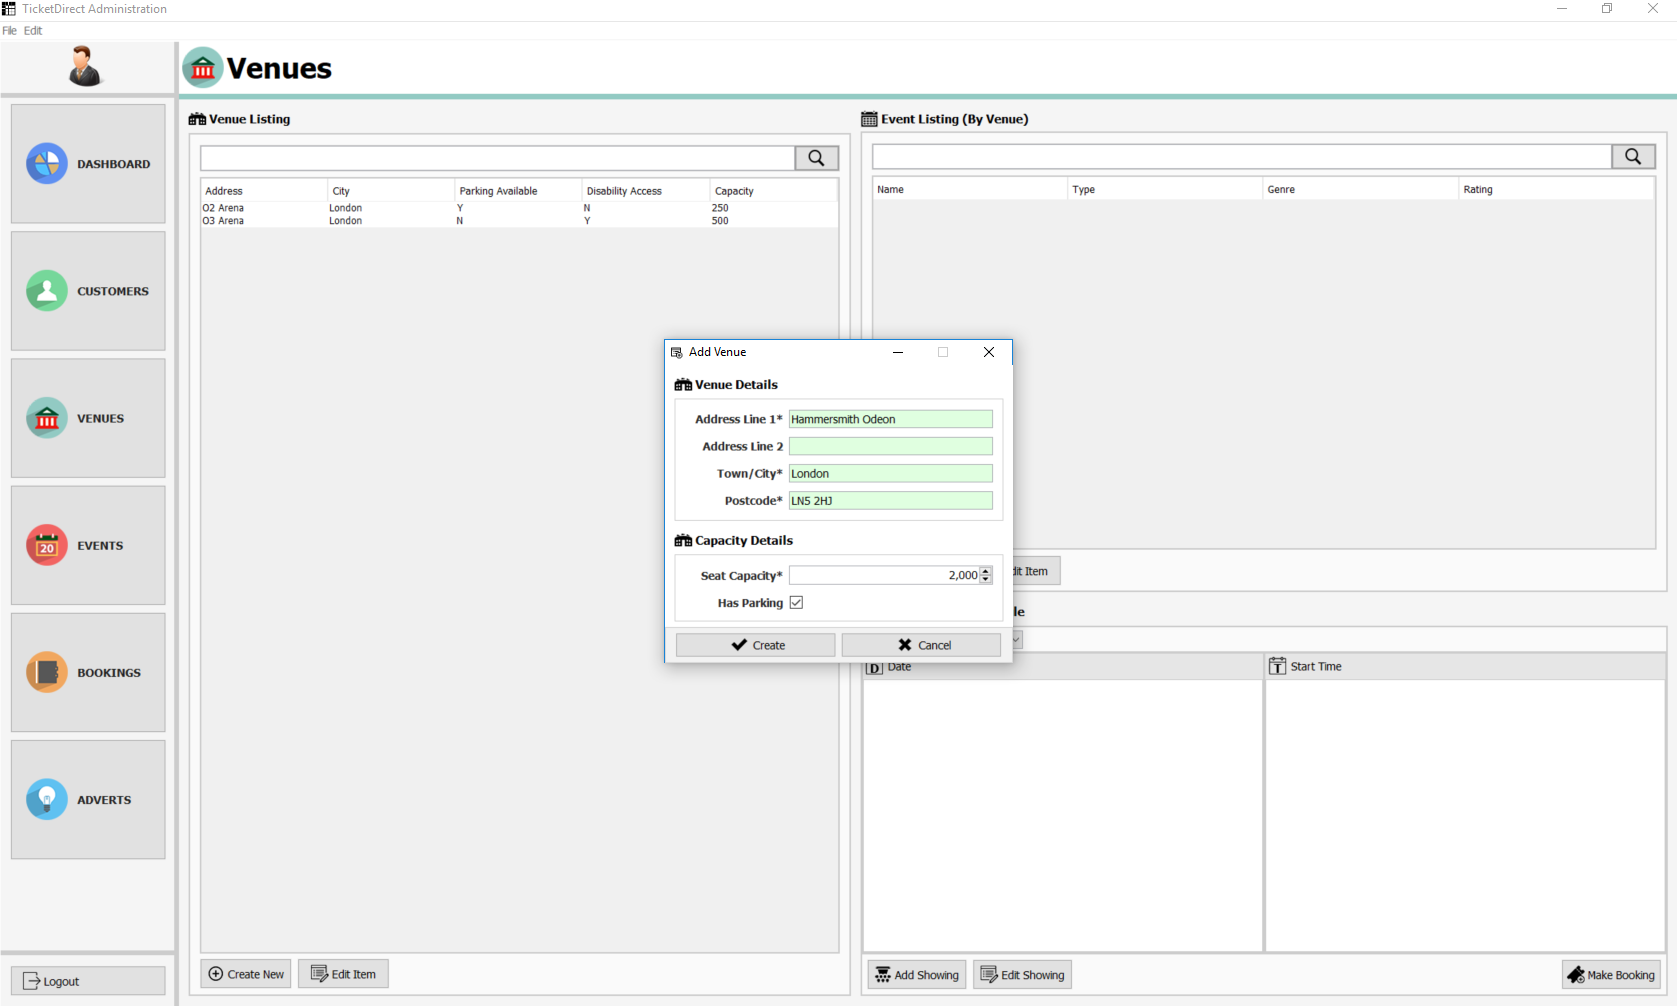 TicketDirect Administration
File Edit
Venues
DASHBOARD
CUSTOMERS
VENUES
20
EVENTS
BOOKINGS
ADVERTS
Logout
Venue Listing
Address City Parking Available Disability Access Capacity
O2 Arena London Y N 250
O3 Arena London N Y 500
Create New Edit Item
Event Listing (By Venue)
Name Type Genre Rating
Item
D Date T Start Time
Add Showing Edit Showing Make Booking
Add Venue
Venue Details
Address Line 1* Hammersmith Odeon
Address Line 2
Town/City* London
Postcode* LN5 2HJ
Capacity Details
Seat Capacity* 2,000
Has Parking
Create Cancel